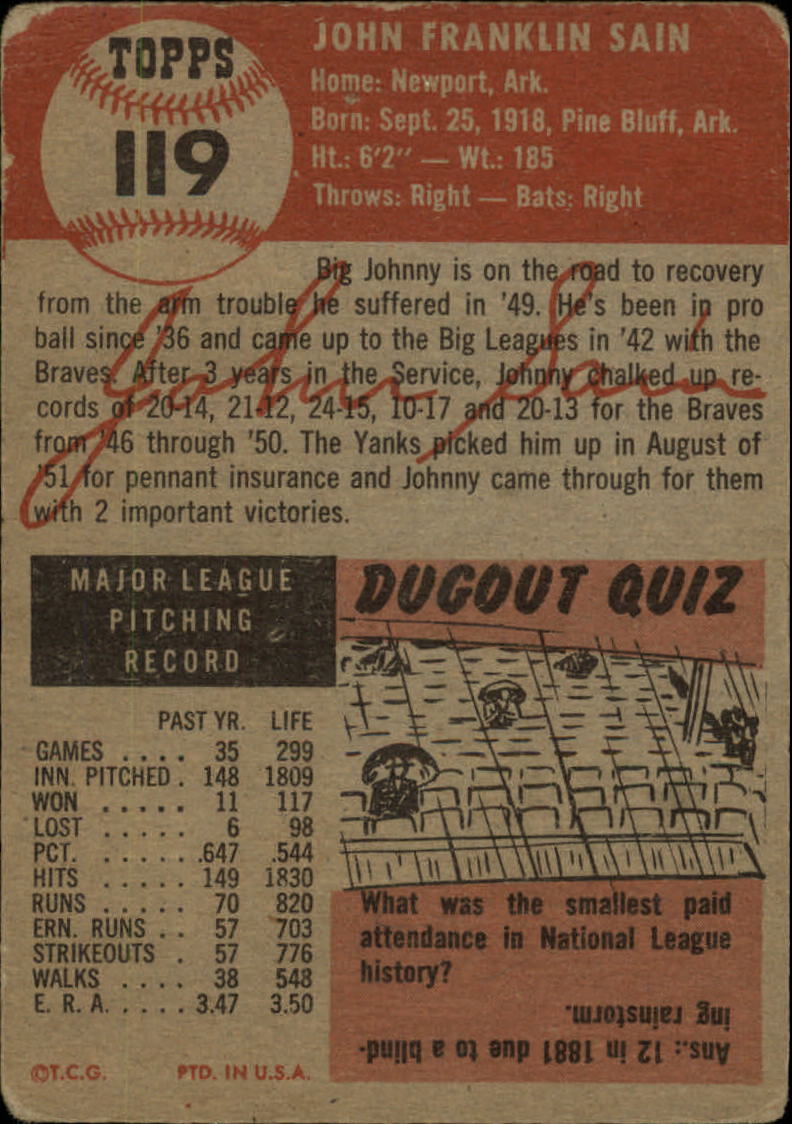 TOPPS
119
JOHN FRANKLIN SAIN
Home: Newport, Ark.
Born: Sept. 25, 1918, Pine Bluff, Ark.
Ht.: 6'2" — Wt.: 185
Throws: Right — Bats: Right
Big Johnny is on the road to recovery
from the arm trouble he suffered in '49. He's been in pro
ball since '36 and came up to the Big Leagues in '42 with the
Braves. After 3 years in the Service, Johnny chalked up re-
cords of 20-14, 21-12, 24-15, 10-17 and 20-13 for the Braves
from '46 through '50. The Yanks picked him up in August of
'51 for pennant insurance and Johnny came through for them
with 2 important victories.
John Sain
MAJOR LEAGUE
PITCHING
RECORD
PAST YR. LIFE
GAMES . . . . 35 299
INN. PITCHED . 148 1809
WON . . . . . 11 117
LOST . . . . . 6 98
PCT. . . . . . .647 .544
HITS . . . . . 149 1830
RUNS . . . . . 70 820
ERN. RUNS . . 57 703
STRIKEOUTS . 57 776
WALKS . . . . 38 548
E. R. A. . . . . 3.47 3.50
DUGOUT QUIZ
What was the smallest paid
attendance in National League
history?
Ans.: 12 in 1881 due to a blind-
ing rainstorm.
©T.C.G. PTD. IN U.S.A.